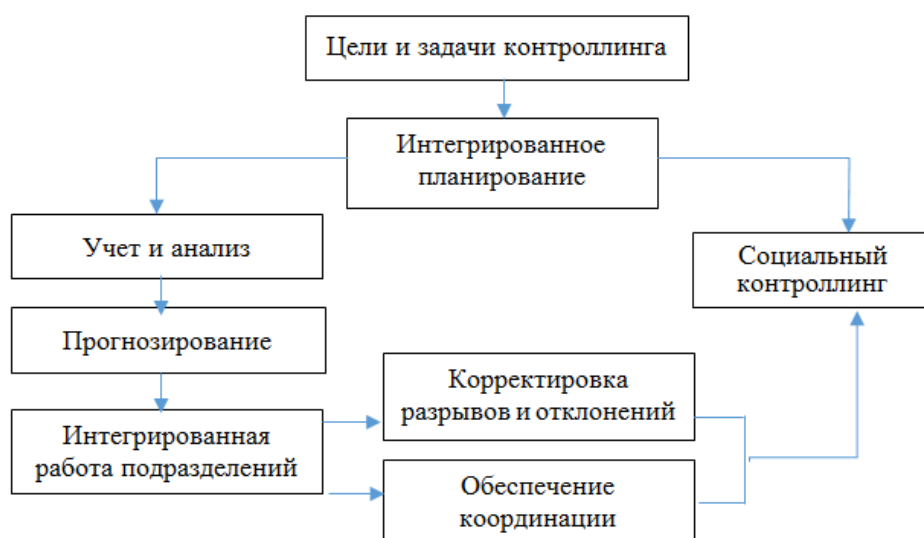 Цели и задачи контроллинга
Интегрированное
планирование
Учет и анализ
Социальный
контроллинг
Прогнозирование
Корректировка
разрывов и отклонений
Интегрированная
работа подразделений
Обеспечение
координации